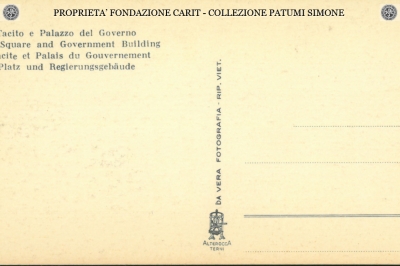 PROPRIETA' FONDAZIONE CARIT - COLLEZIONE PATUMI SIMONE
Tacito e Palazzo del Governo
Square and Government Building
acite et Palais du Gouvernement
Platz und Regierungsgebäude
DA VERA FOTOGRAFIA - RIP. VIET.
ALTEROCCA
TERNI